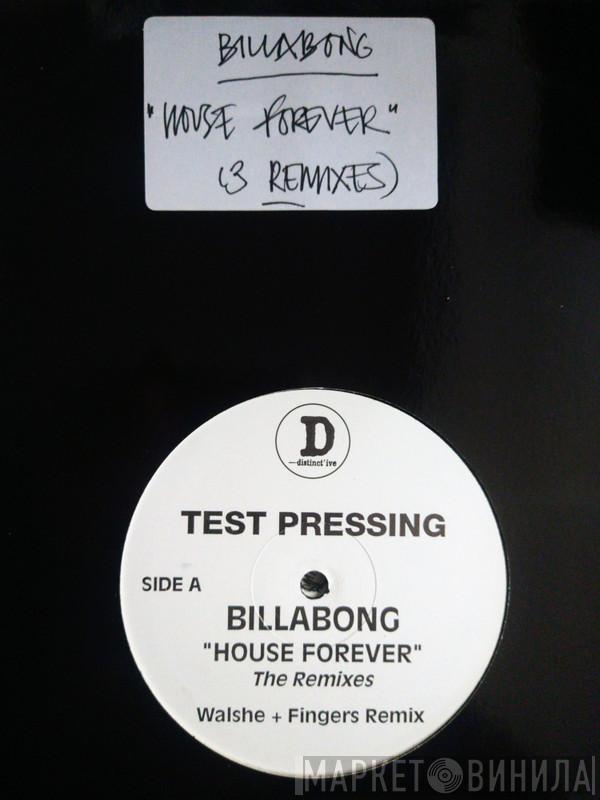 BILLABONG
"HOUSE FOREVER"
(3 REMIXES)
D
distinct'ive
TEST PRESSING
SIDE A
BILLABONG
"HOUSE FOREVER"
The Remixes
Walshe + Fingers Remix
МАРКЕТ ВИНИЛА